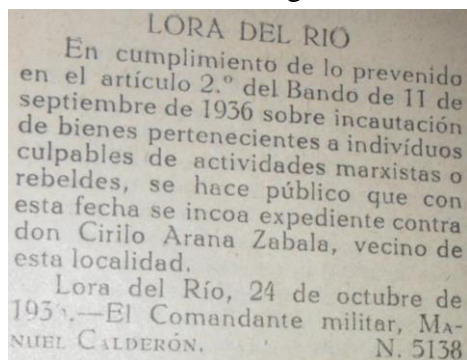 LORA DEL RIO
En cumplimiento de lo prevenido
en el artículo 2.º del Bando de 11 de
septiembre de 1936 sobre incautación
de bienes pertenecientes a indivíduos
culpables de actividades marxistas o
rebeldes, se hace público que con
esta fecha se incoa expediente contra
don Cirilo Arana Zabala, vecino de
esta localidad.
Lora del Río, 24 de octubre de
El Comandante militar, MA-
NUEL CALDERÓN. N. 5138